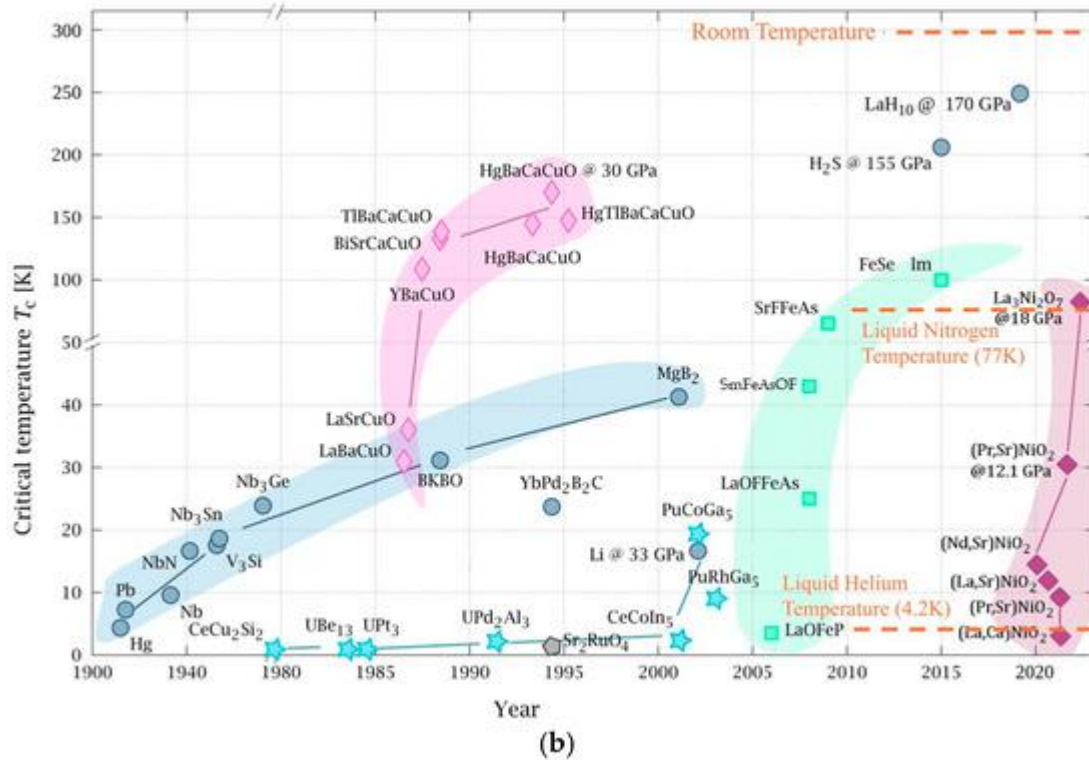 300
250
200
150
100
50
40
30
20
10
0
Critical temperature Tc [K]
Room Temperature
LaH10 @ 170 GPa
H2S @ 155 GPa
HgBaCaCuO @ 30 GPa
TlBaCaCuO
HgTlBaCaCuO
BiSrCaCuO
HgBaCaCuO
YBaCuO
FeSe 1m
La3Ni2O7
@18 GPa
SrFFeAs
Liquid Nitrogen
Temperature (77K)
MgB2
SmFeAsOF
LaSrCuO
LaBaCuO
BKBO
(Pr,Sr)NiO2
@12.1 GPa
Nb3Ge
YbPd2B2C
LaOFFeAs
Nb3Sn
PuCoGa5
NbN
V3Si
Li @ 33 GPa
(Nd,Sr)NiO2
Pb
PuRhGa5
Liquid Helium
Temperature (4.2K)
(La,Sr)NiO2
Nb
(Pr,Sr)NiO2
Hg
CeCu2Si2
UBe13
UPt3
UPd2Al3
CeCoIn5
Sr2RuO4
LaOFeP
(La,Ca)NiO2
1900 1940 1980 1985 1990 1995 2000 2005 2010 2015 2020
Year
(b)